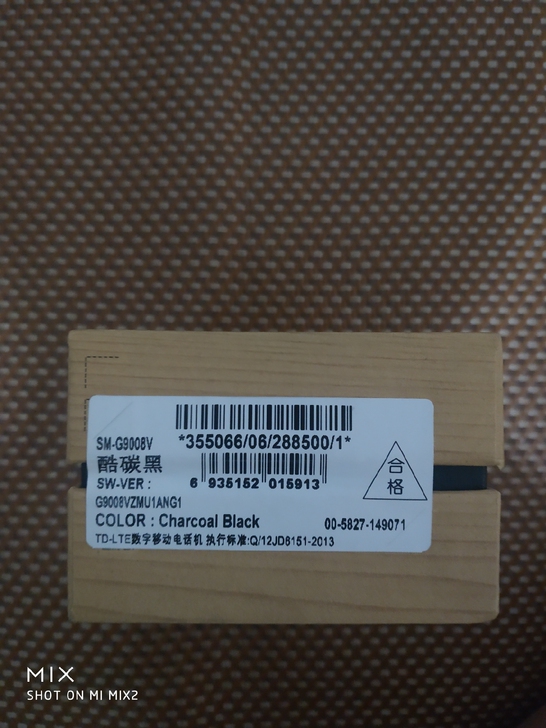 SM-G9008V
*355066/06/288500/1*
酷碳黑
SW-VER :
6 935152 015913
G9008VZMU1ANG1
COLOR : Charcoal Black
00-5827-149071
TD-LTE数字移动电话机 执行标准:Q/12JD8151-2013
合
格
MIX
SHOT ON MI MIX2